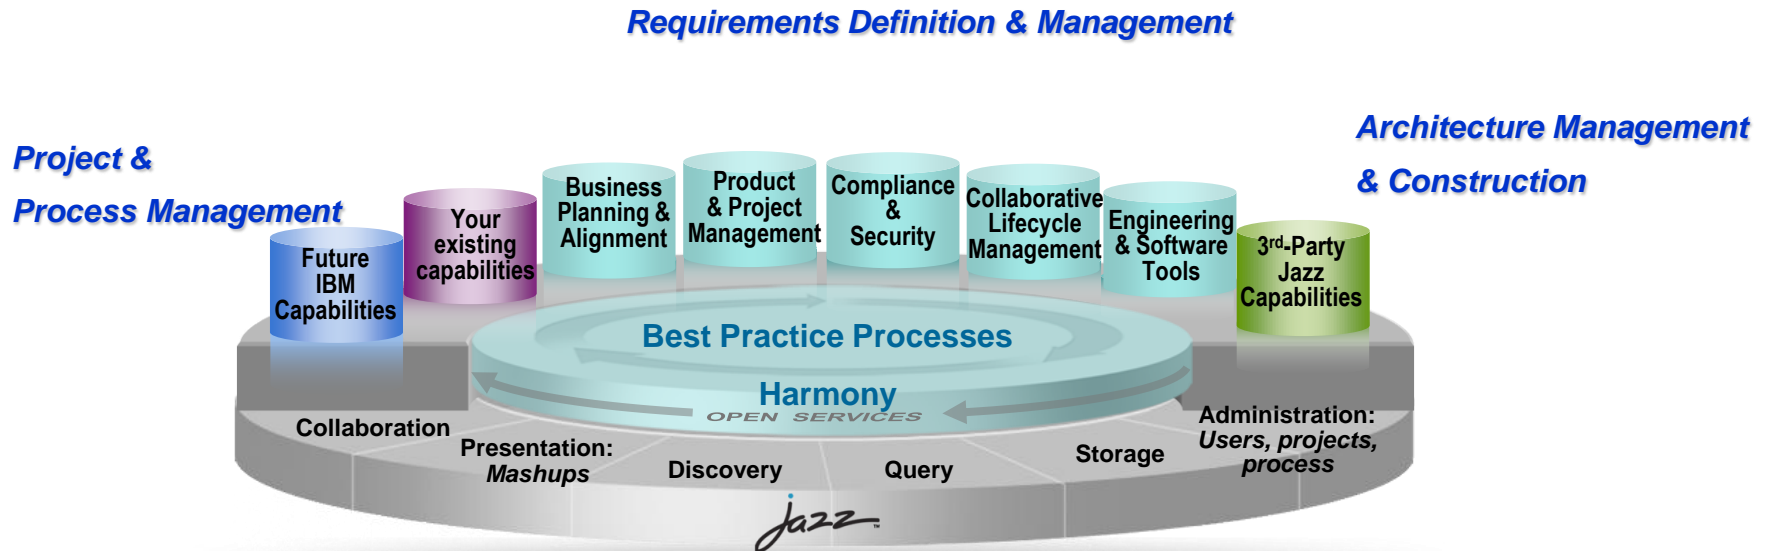 Requirements Definition & Management
Project &
Process Management
Architecture Management
& Construction
Future
IBM
Capabilities
Your
existing
capabilities
Business
Planning &
Alignment
Product
& Project
Management
Compliance
&
Security
Collaborative
Lifecycle
Management
Engineering
& Software
Tools
3rd-Party
Jazz
Capabilities
Best Practice Processes
Harmony
OPEN SERVICES
Collaboration
Presentation:
Mashups
Discovery
Query
Storage
Administration:
Users, projects,
process
jazz™